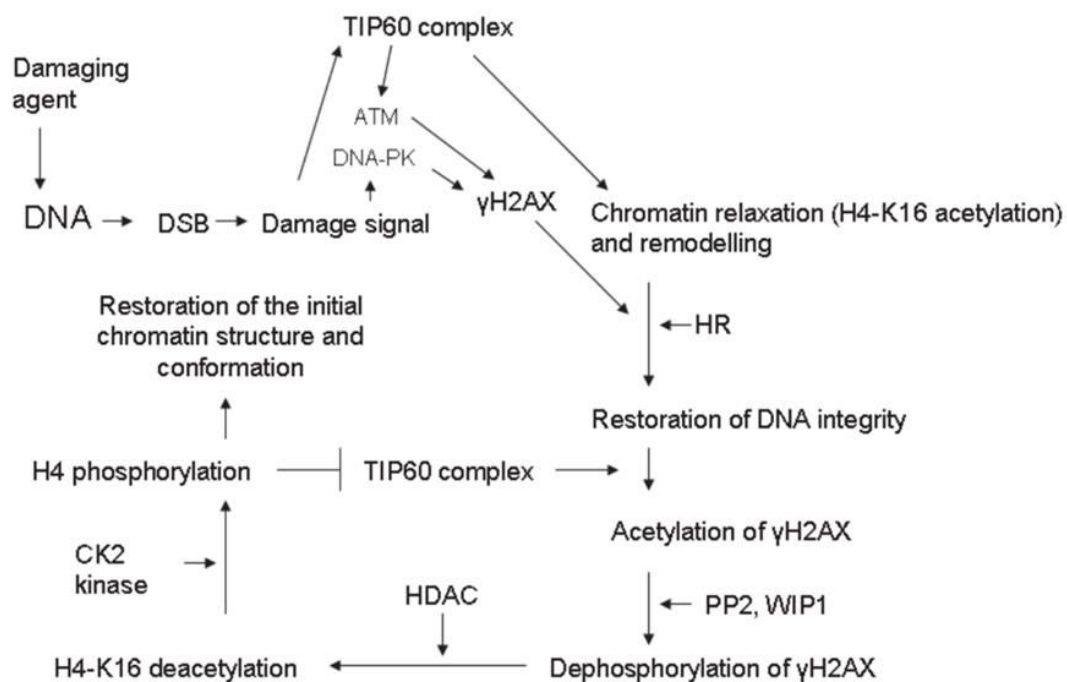 TIP60 complex
Damaging
agent
ATM
DNA-PK
γH2AX
DNA
DSB
Damage signal
Chromatin relaxation (H4-K16 acetylation)
and remodelling
Restoration of the initial
chromatin structure and
conformation
HR
Restoration of DNA integrity
H4 phosphorylation
TIP60 complex
Acetylation of γH2AX
CK2
kinase
HDAC
PP2, WIP1
H4-K16 deacetylation
Dephosphorylation of γH2AX